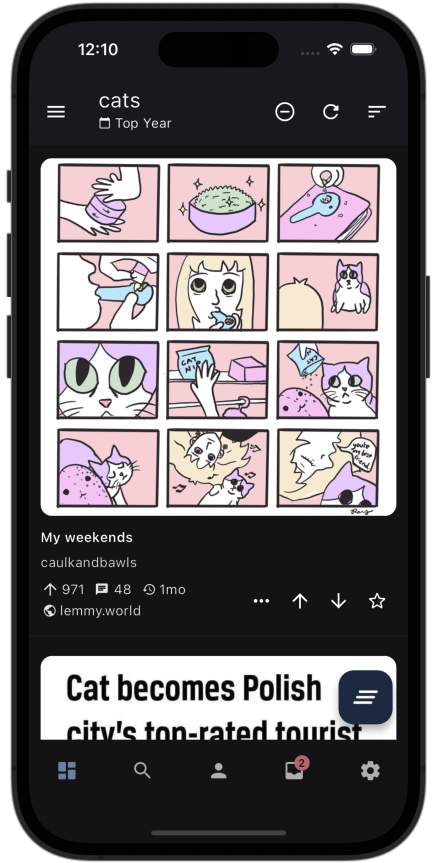 12:10
cats
Top Year
CAT
NIP
CAT
you're
my best
friend.
My weekends
caulkandbawls
971 48 1mo
lemmy.world
Cat becomes Polish
city's top-rated tourist
2